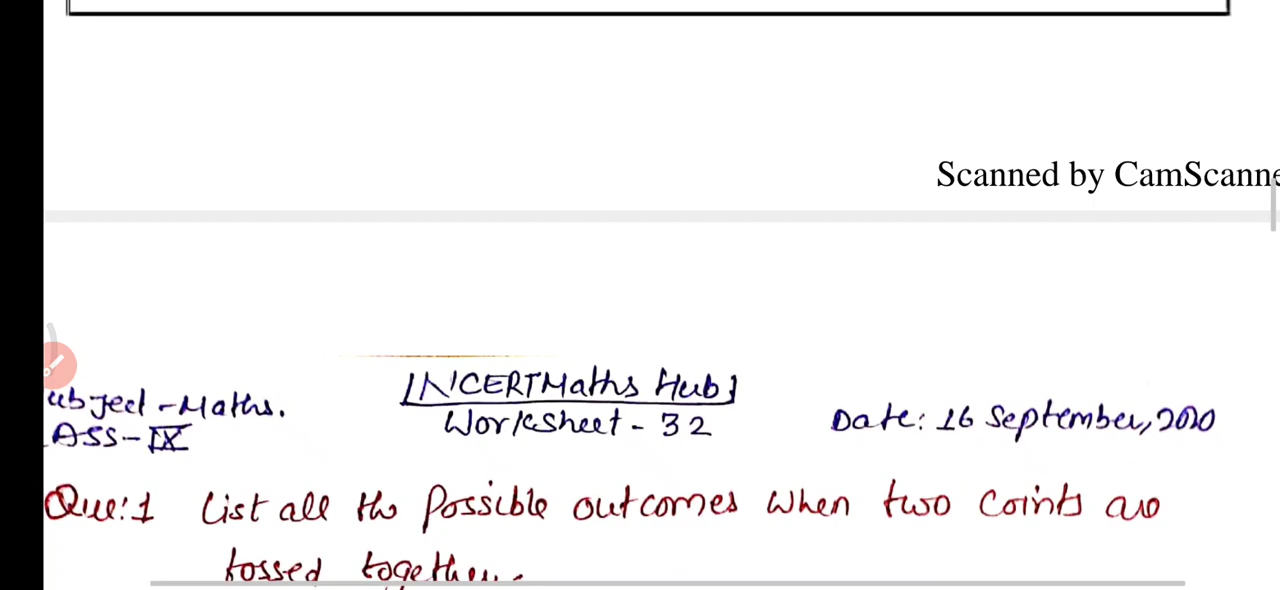 Scanned by CamScanne
ubject - Maths.
ASS - IX
[NCERTMaths Hub]
Worksheet - 32
Date: 16 September, 2020
Que:1 List all the Possible outcomes when two Coints are
tossed together.